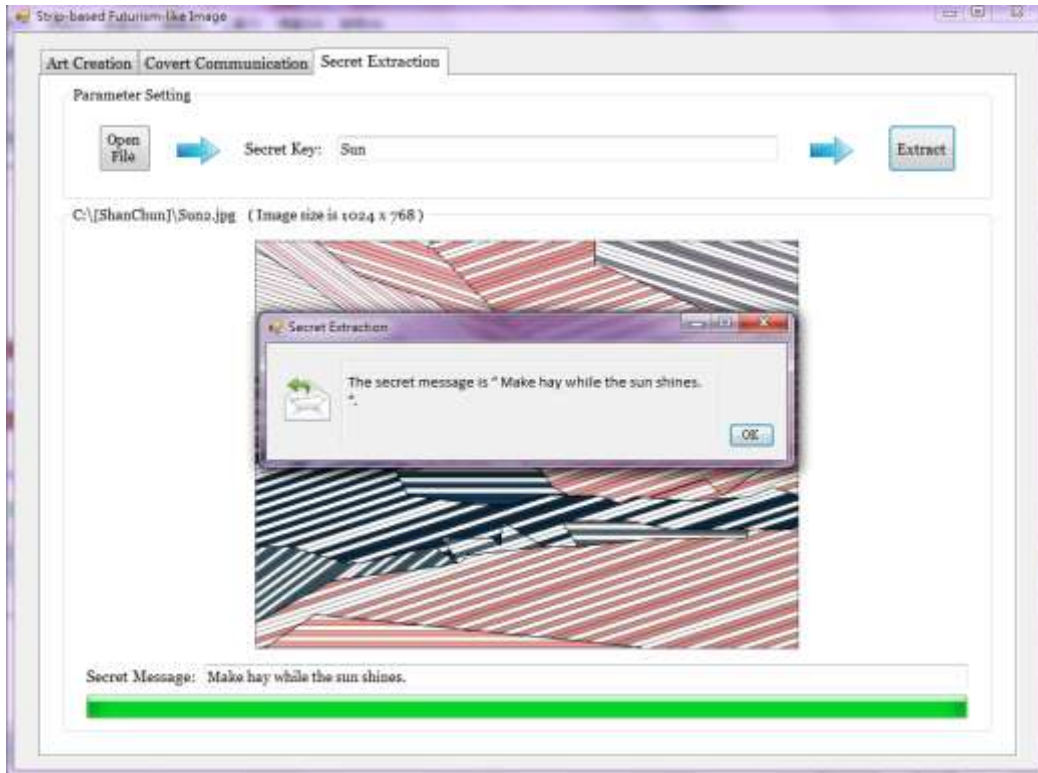 Strip-based Futurism-like Image
Art Creation Covert Communication Secret Extraction
Parameter Setting
Open
File
Secret Key: Sun
Extract
C:\[ShanChun]\Sun2.jpg ( Image size is 1024 x 768 )
Secret Extraction
The secret message is " Make hay while the sun shines.
".
OK
Secret Message: Make hay while the sun shines.